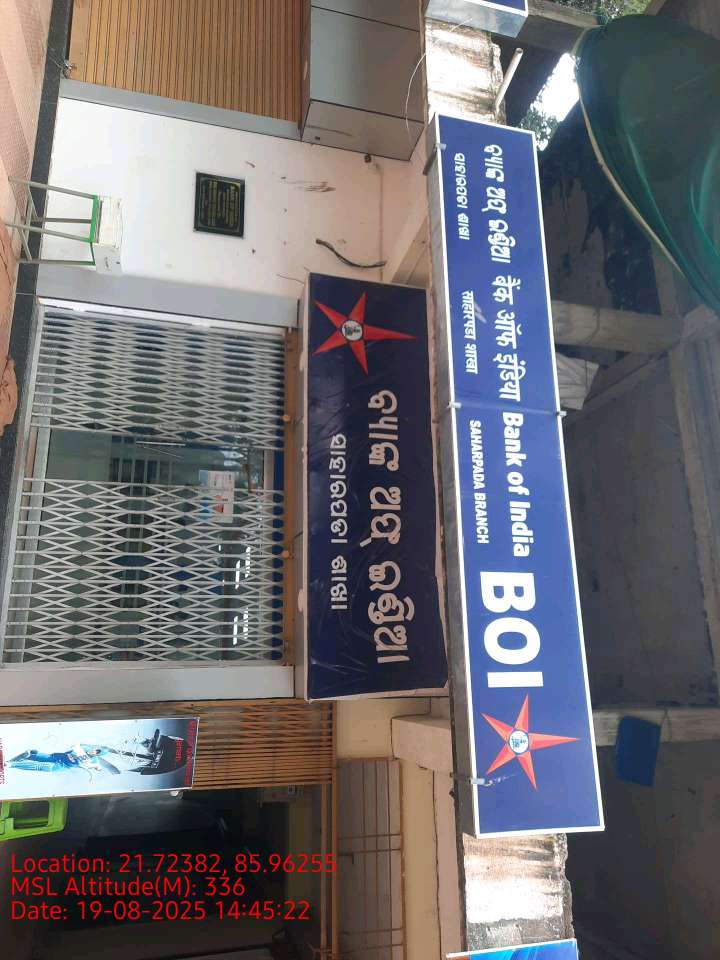 ବ୍ୟାଙ୍କ ଅଫ୍ ଇଣ୍ଡିଆ बैंक ऑफ इंडिया Bank of India BOI
ସାହାରପଡା ଶାଖା साहारपडा शाखा SAHARPADA BRANCH
ବ୍ୟାଙ୍କ ଅଫ୍ ଇଣ୍ଡିଆ
ସାହାରପଡା ଶାଖା
Location: 21.72382, 85.96255
MSL Altitude(M): 336
Date: 19-08-2025 14:45:22